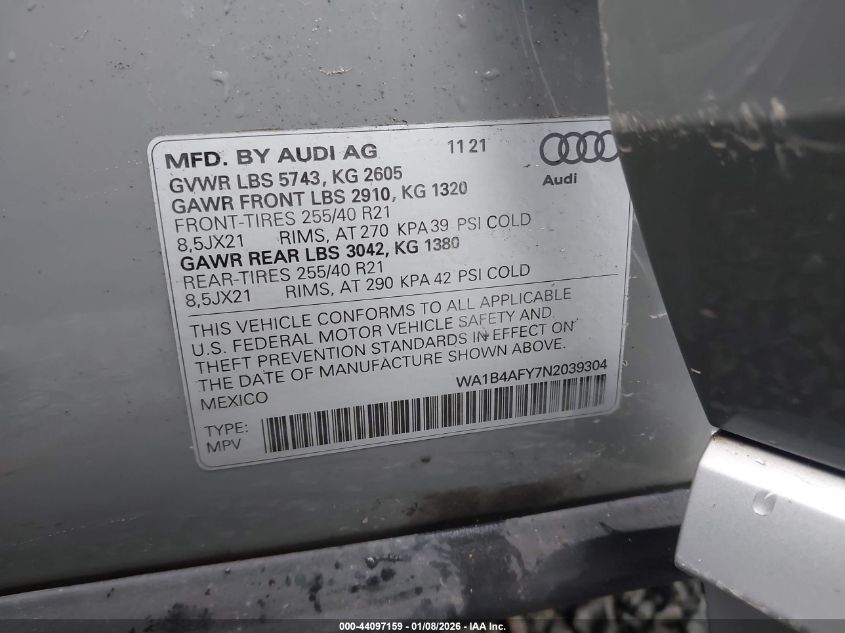 MFD. BY AUDI AG 11 21
Audi
GVWR LBS 5743, KG 2605
GAWR FRONT LBS 2910, KG 1320
FRONT-TIRES 255/40 R21
8,5JX21 RIMS, AT 270 KPA 39 PSI COLD
GAWR REAR LBS 3042, KG 1380
REAR-TIRES 255/40 R21
8,5JX21 RIMS, AT 290 KPA 42 PSI COLD
THIS VEHICLE CONFORMS TO ALL APPLICABLE
U.S. FEDERAL MOTOR VEHICLE SAFETY AND
THEFT PREVENTION STANDARDS IN EFFECT ON
THE DATE OF MANUFACTURE SHOWN ABOVE.
MEXICO WA1B4AFY7N2039304
TYPE:
MPV
000-44097159 - 01/08/2026 - IAA Inc.